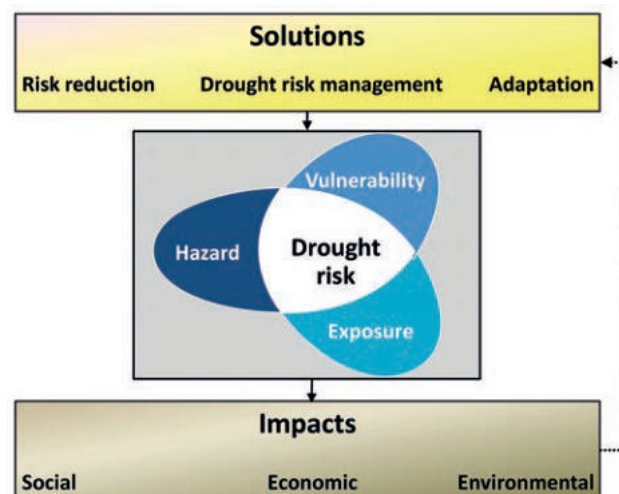 Solutions
Risk reduction Drought risk management Adaptation
Vulnerability
Hazard
Drought
risk
Exposure
Impacts
Social Economic Environmental